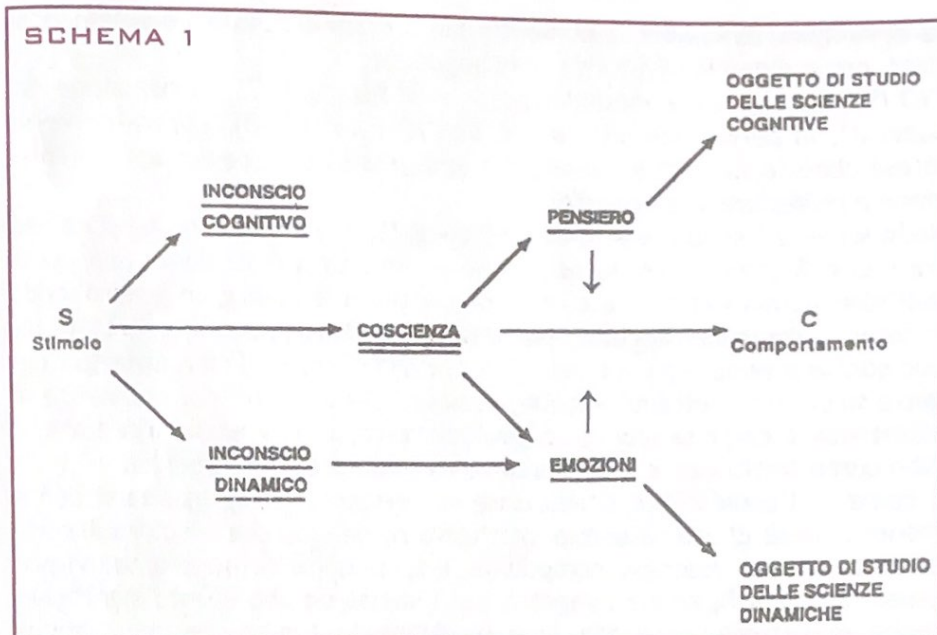 SCHEMA 1
OGGETTO DI STUDIO
DELLE SCIENZE
COGNITIVE
INCONSCIO
COGNITIVO
PENSIERO
S
Stimolo
COSCIENZA
C
Comportamento
INCONSCIO
DINAMICO
EMOZIONI
OGGETTO DI STUDIO
DELLE SCIENZE
DINAMICHE